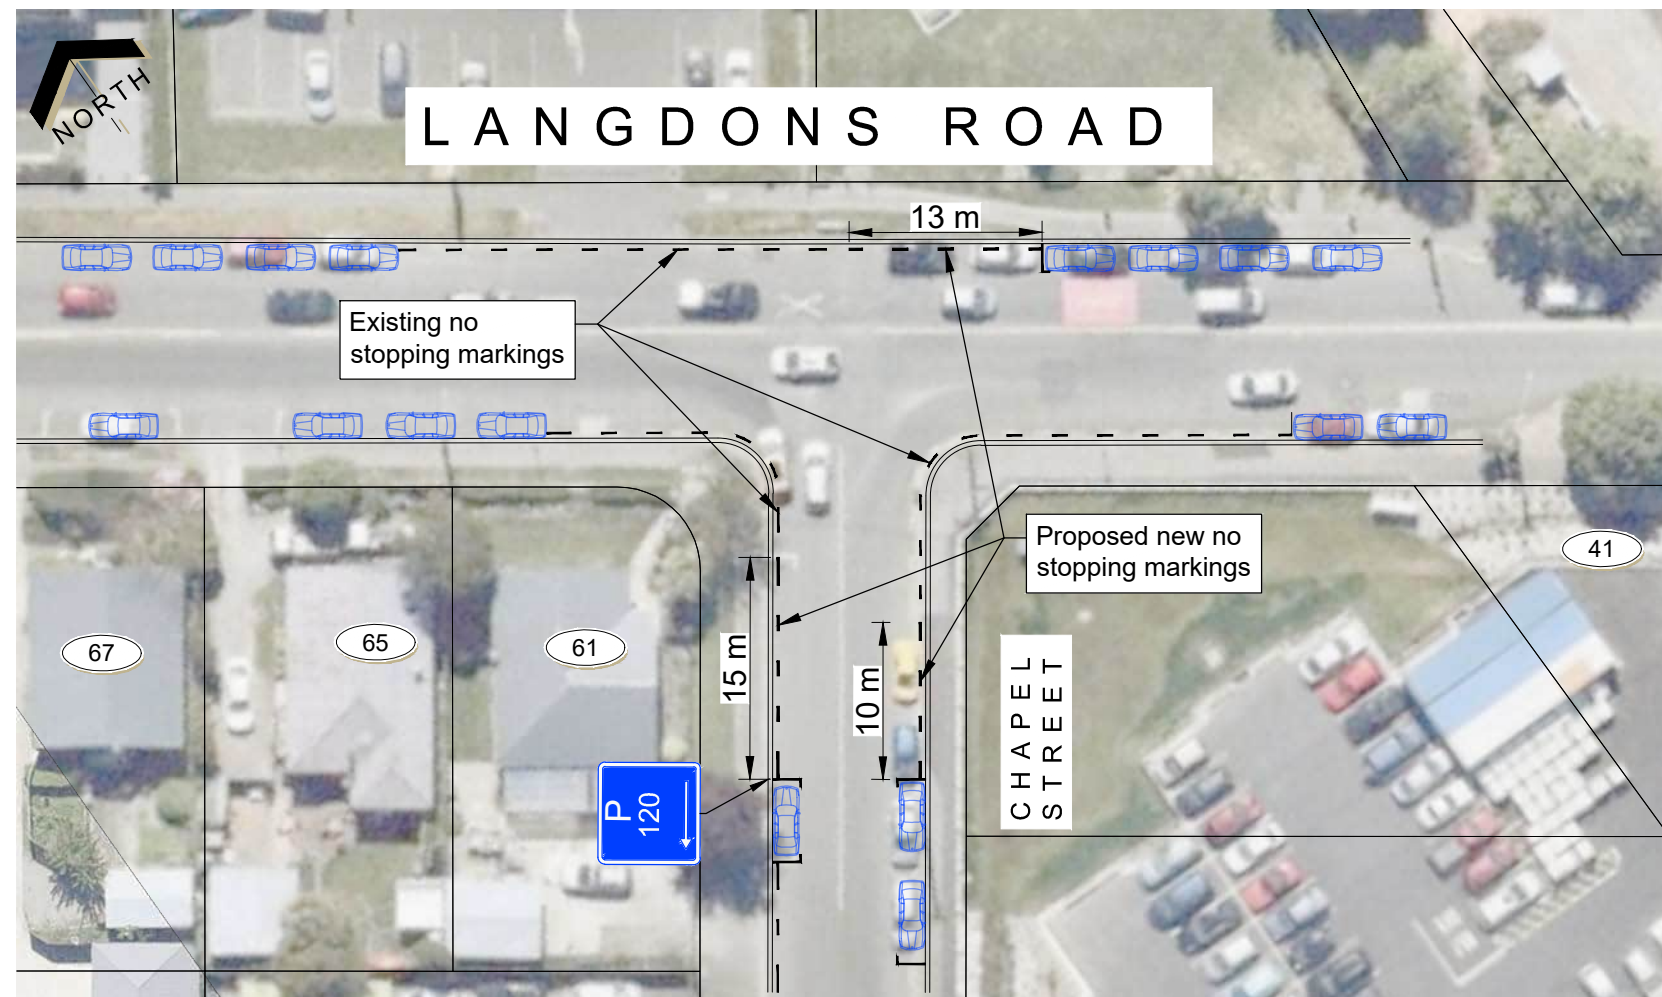 NORTH
LANGDONS ROAD
13 m
Existing no
stopping markings
Proposed new no
stopping markings
41
67
65
61
15 m
10 m
CHAPEL
STREET
P
120